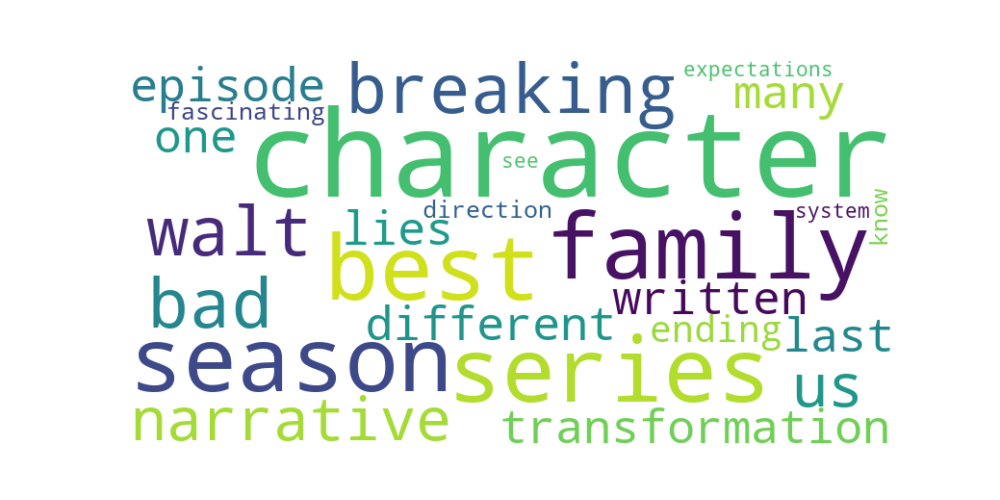 expectations
episode
breaking
many
fascinating
one
character
see
know
walt
lies
direction
system
best
family
bad
written
different
ending
last
season
series
us
narrative
transformation